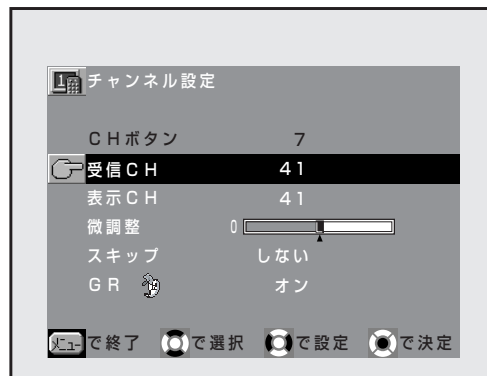 1 チャンネル設定
CHボタン 7
受信CH 41
表示CH 41
微調整 0
スキップ しない
GR オン
メニューで終了 で選択 で設定 で決定